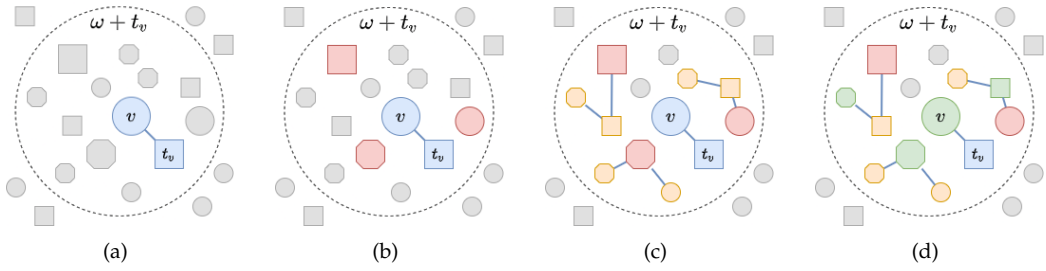 ω + t_v ω + t_v ω + t_v ω + t_v
v v v v
t_v t_v t_v t_v
(a) (b) (c) (d)